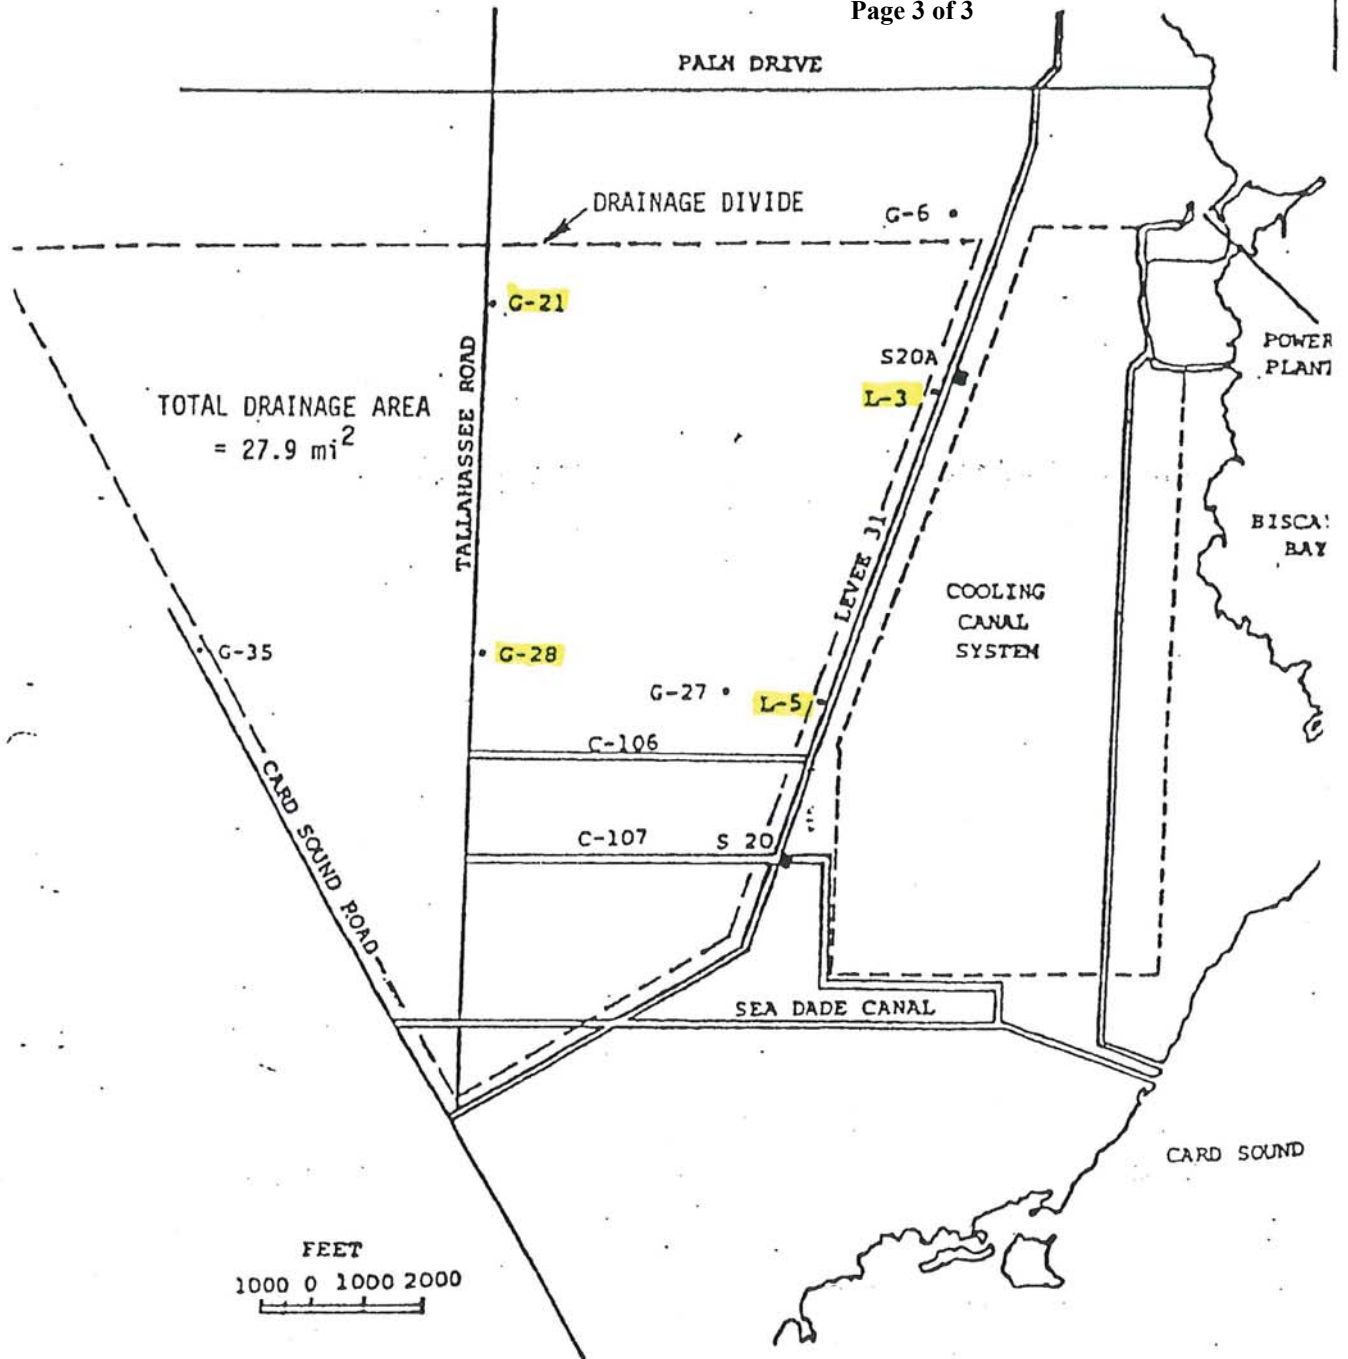 Page 3 of 3
PALM DRIVE
DRAINAGE DIVIDE
G-6
G-21
S20A
POWER
PLANT
L-3
TOTAL DRAINAGE AREA
= 27.9 mi²
TALLAHASSEE ROAD
LEVEE 31
BISCA
BAY
COOLING
CANAL
SYSTEM
G-35
G-28
G-27
L-5
C-106
CARD SOUND ROAD
C-107
S 20
SEA DADE CANAL
CARD SOUND
FEET
1000 0 1000 2000